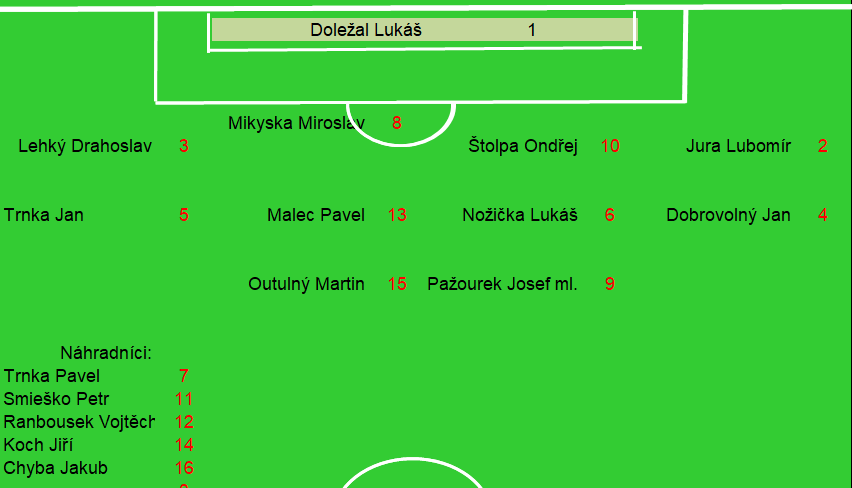 Doležal Lukáš 1
Mikyska Miroslav 8
Lehký Drahoslav 3 Štolpa Ondřej 10 Jura Lubomír 2
Trnka Jan 5 Malec Pavel 13 Nožička Lukáš 6 Dobrovolný Jan 4
Outulný Martin 15 Pažourek Josef ml. 9
Náhradníci:
Trnka Pavel 7
Smieško Petr 11
Ranbousek Vojtěch 12
Koch Jiří 14
Chyba Jakub 16